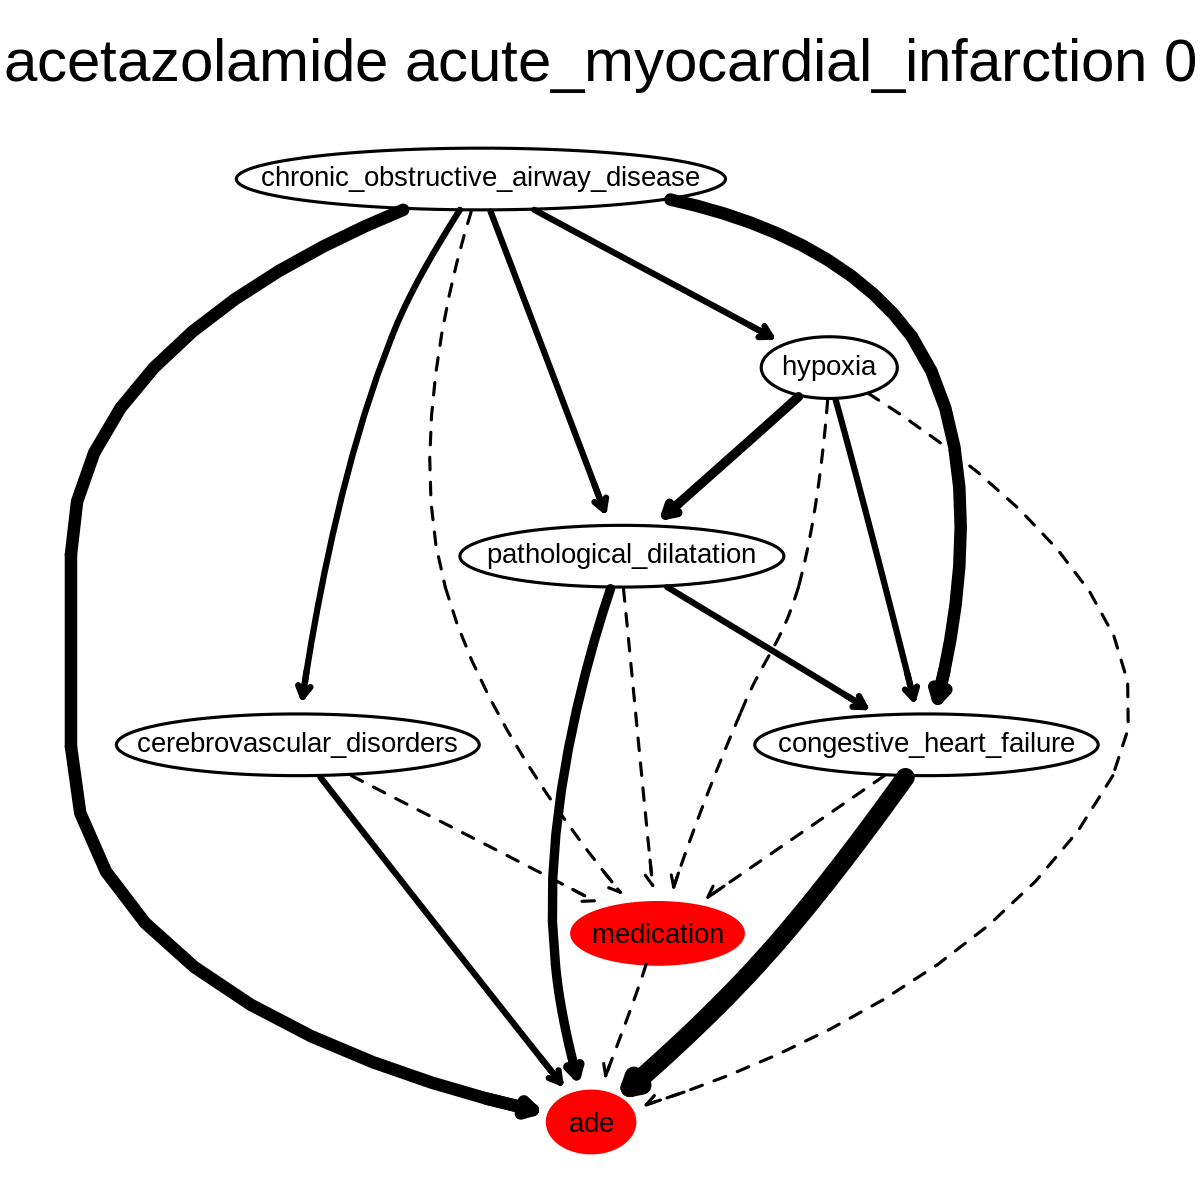 acetazolamide acute_myocardial_infarction 0
chronic_obstructive_airway_disease
hypoxia
pathological_dilatation
cerebrovascular_disorders
congestive_heart_failure
medication
ade